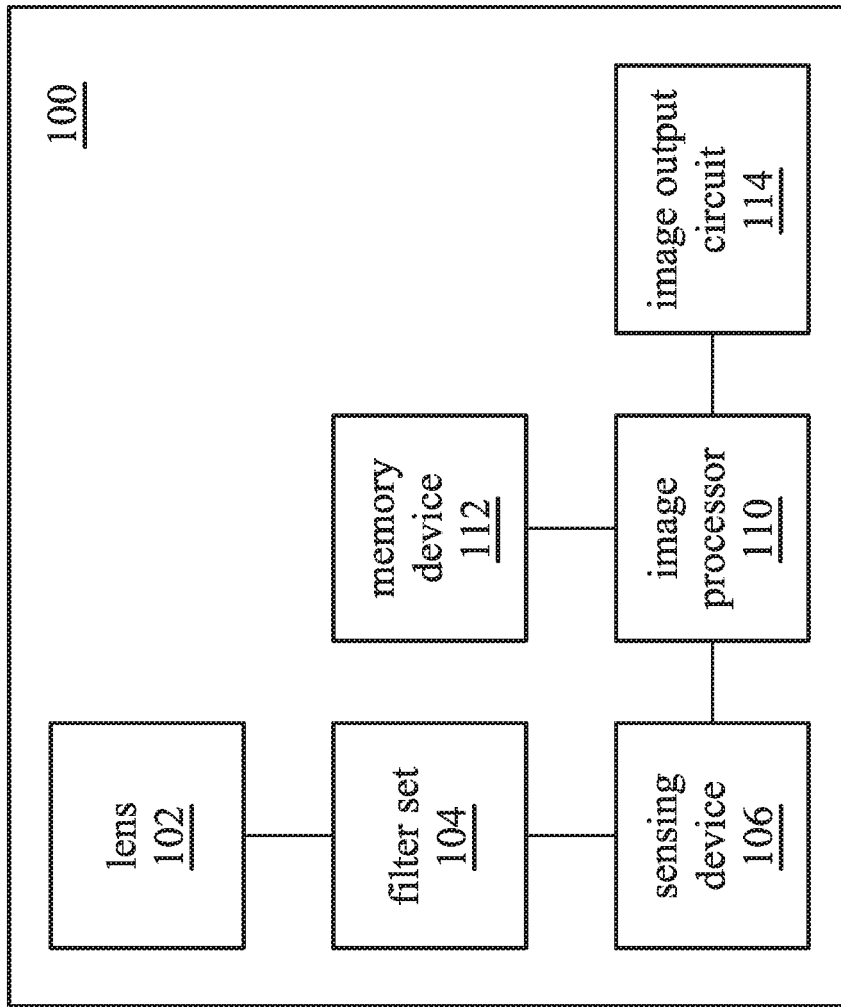 100
lens
102
filter set
104
sensing
device
106
memory
device
112
image
processor
110
image output
circuit
114